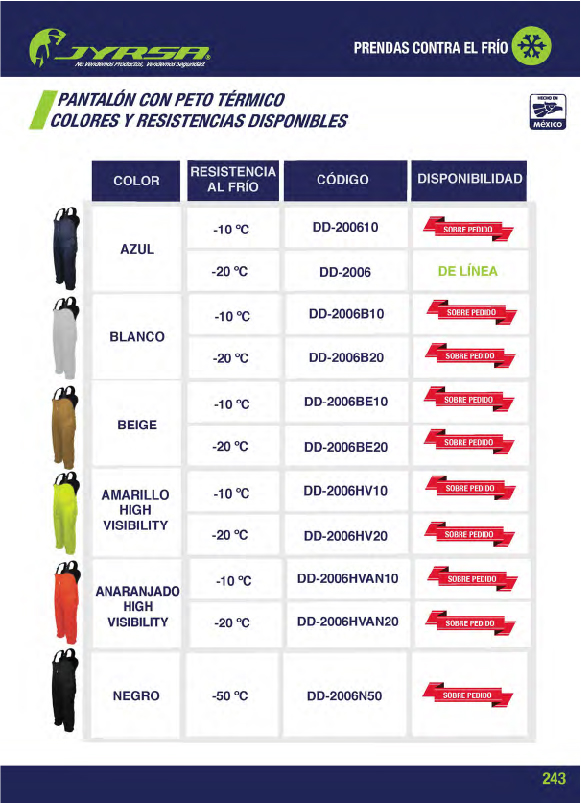 JYRSA®
No Vendemos Productos, Vendemos Seguridad.
PRENDAS CONTRA EL FRÍO
PANTALÓN CON PETO TÉRMICO
COLORES Y RESISTENCIAS DISPONIBLES
HECHO EN
MÉXICO
COLOR
RESISTENCIA
AL FRÍO
CÓDIGO
DISPONIBILIDAD
AZUL
-10 ºC
DD-200610
SOBRE PEDIDO
-20 ºC
DD-2006
DE LÍNEA
BLANCO
-10 ºC
DD-2006B10
SOBRE PEDIDO
-20 ºC
DD-2006B20
SOBRE PEDIDO
BEIGE
-10 ºC
DD-2006BE10
SOBRE PEDIDO
-20 ºC
DD-2006BE20
SOBRE PEDIDO
AMARILLO
HIGH
VISIBILITY
-10 ºC
DD-2006HV10
SOBRE PEDIDO
-20 ºC
DD-2006HV20
SOBRE PEDIDO
ANARANJADO
HIGH
VISIBILITY
-10 ºC
DD-2006HVAN10
SOBRE PEDIDO
-20 ºC
DD-2006HVAN20
SOBRE PEDIDO
NEGRO
-50 ºC
DD-2006N50
SOBRE PEDIDO
243